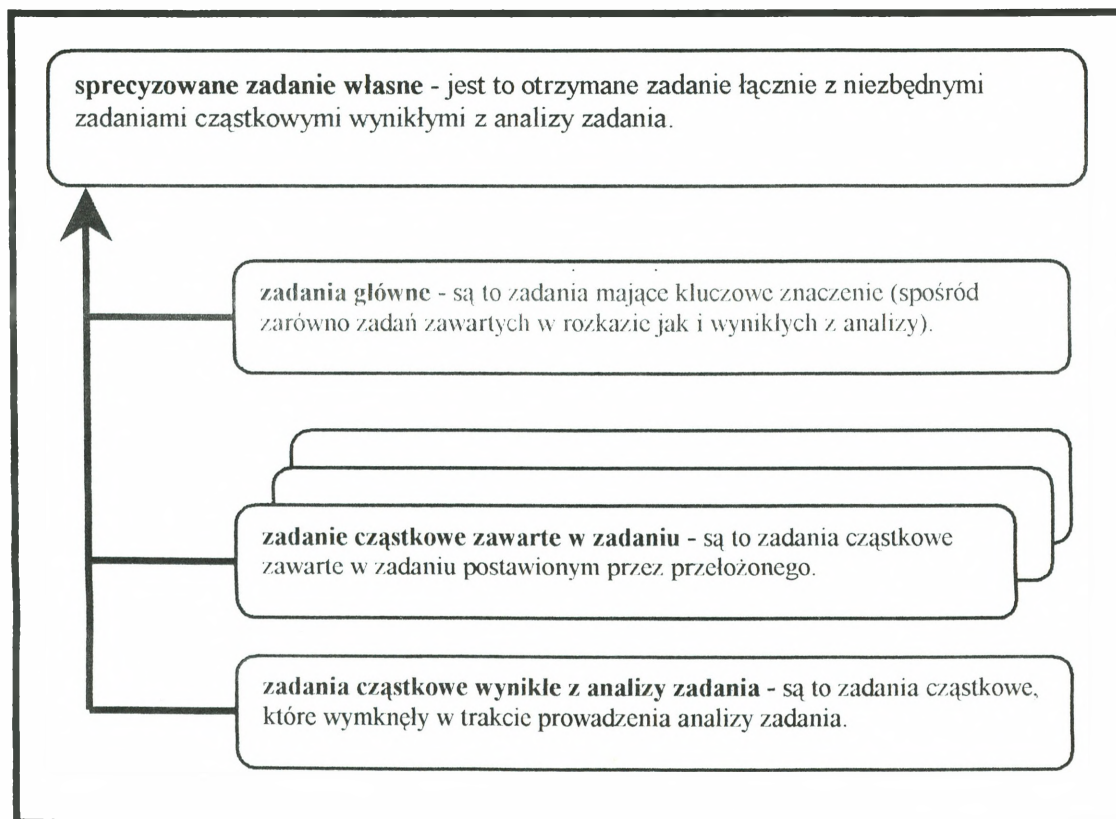 sprecyzowane zadanie własne - jest to otrzymane zadanie łącznie z niezbędnymi
zadaniami cząstkowymi wynikłymi z analizy zadania.
zadania główne - są to zadania mające kluczowe znaczenie (spośród
zarówno zadań zawartych w rozkazie jak i wynikłych z analizy).
zadanie cząstkowe zawarte w zadaniu - są to zadania cząstkowe
zawarte w zadaniu postawionym przez przełożonego.
zadania cząstkowe wynikłe z analizy zadania - są to zadania cząstkowe,
które wymknęły w trakcie prowadzenia analizy zadania.